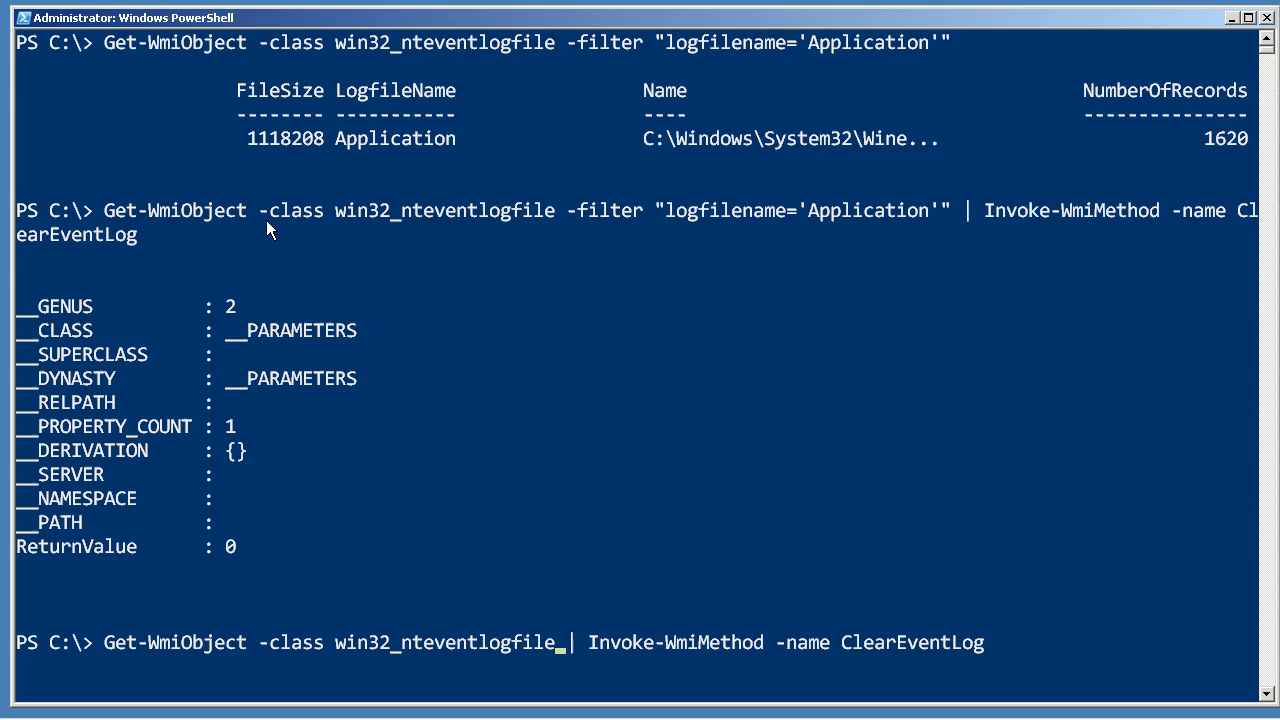 Administrator: Windows PowerShell
PS C:\> Get-WmiObject -class win32_nteventlogfile -filter "logfilename='Application'"
FileSize LogfileName Name NumberOfRecords
-------- ----------- ---- ---------------
1118208 Application C:\Windows\System32\Wine... 1620
PS C:\> Get-WmiObject -class win32_nteventlogfile -filter "logfilename='Application'" | Invoke-WmiMethod -name Cl
earEventLog
__GENUS : 2
__CLASS : __PARAMETERS
__SUPERCLASS :
__DYNASTY : __PARAMETERS
__RELPATH :
__PROPERTY_COUNT : 1
__DERIVATION : {}
__SERVER :
__NAMESPACE :
__PATH :
ReturnValue : 0
PS C:\> Get-WmiObject -class win32_nteventlogfile | Invoke-WmiMethod -name ClearEventLog